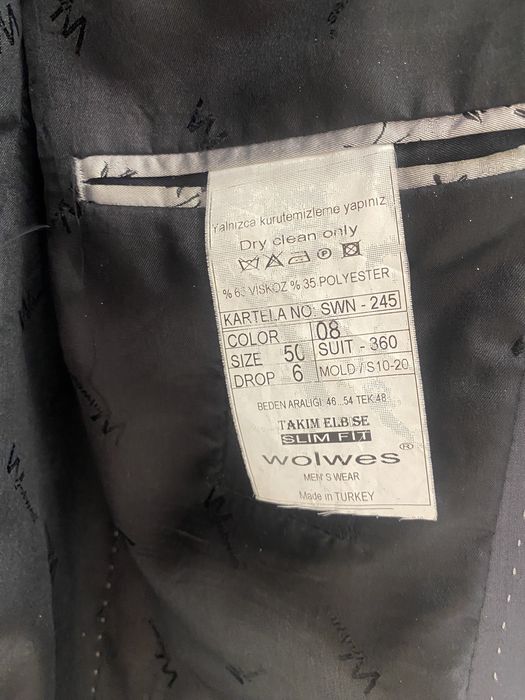 Yalnızca kurutemizleme yapınız
Dry clean only
VISKOZ % 35 POLYESTER
KARTELA NO: SWN - 245
COLOR 08
SIZE 50 SUIT - 360
DROP 6 MOLD / S10-20
BEDEN ARALIĞI 46...54 TEK:48
TAKIM ELBİSE
SLIM FIT
wolwes®
MEN'S WEAR
Made in TURKEY